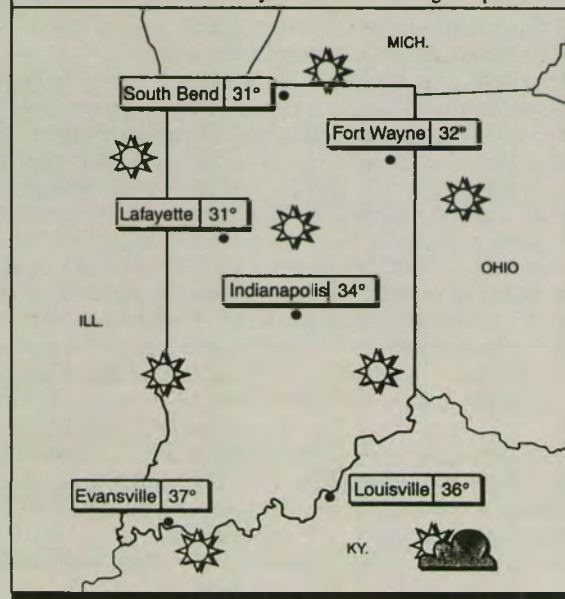 MICH.
South Bend 31°
Fort Wayne 32°
Lafayette 31°
OHIO
Indianapolis 34°
ILL.
Evansville 37°
Louisville 36°
KY.